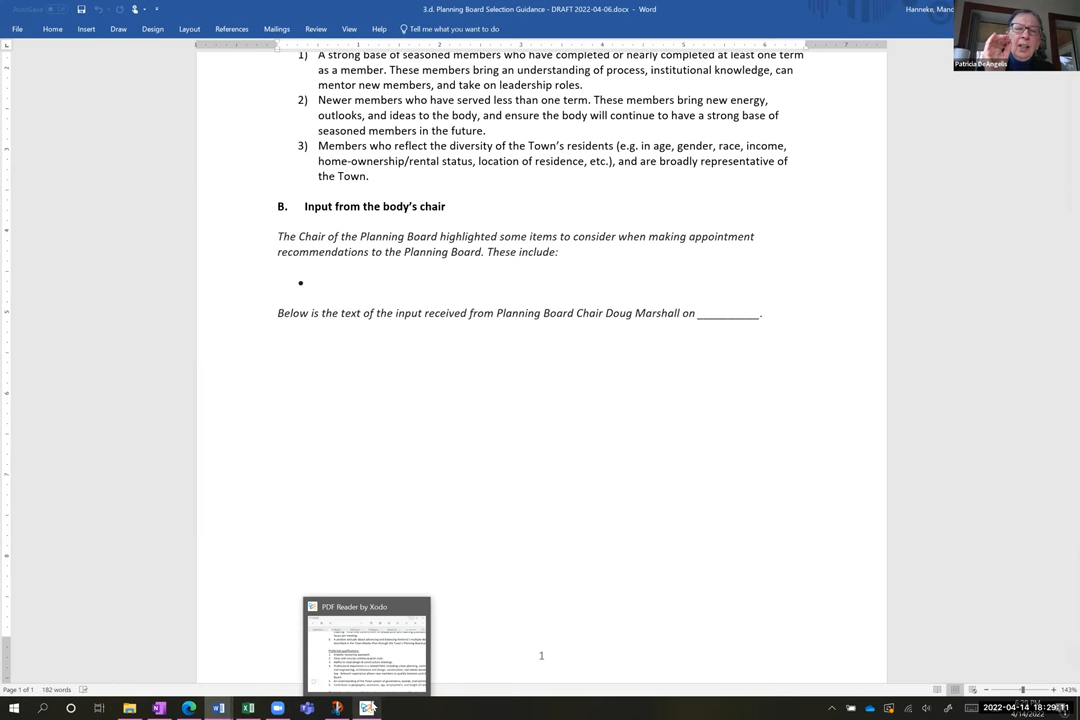 AutoSave
3.d. Planning Board Selection Guidance - DRAFT 2022-04-06.docx - Word
Hanneke, Manc
File Home Insert Draw Design Layout References Mailings Review View Help Tell me what you want to do
Patricia DeAngelis
1) A strong base of seasoned members who have completed or nearly completed at least one term
as a member. These members bring an understanding of process, institutional knowledge, can
mentor new members, and take on leadership roles.
2) Newer members who have served less than one term. These members bring new energy,
outlooks, and ideas to the body, and ensure the body will continue to have a strong base of
seasoned members in the future.
3) Members who reflect the diversity of the Town's residents (e.g. in age, gender, race, income,
home-ownership/rental status, location of residence, etc.), and are broadly representative of
the Town.
B. Input from the body's chair
The Chair of the Planning Board highlighted some items to consider when making appointment
recommendations to the Planning Board. These include:
•
Below is the text of the input received from Planning Board Chair Doug Marshall on __________.
PDF Reader by Xodo
Preferred qualifications:
1
Page 1 of 1 182 words
143%
2022-04-14 18:29:11
4/14/2022